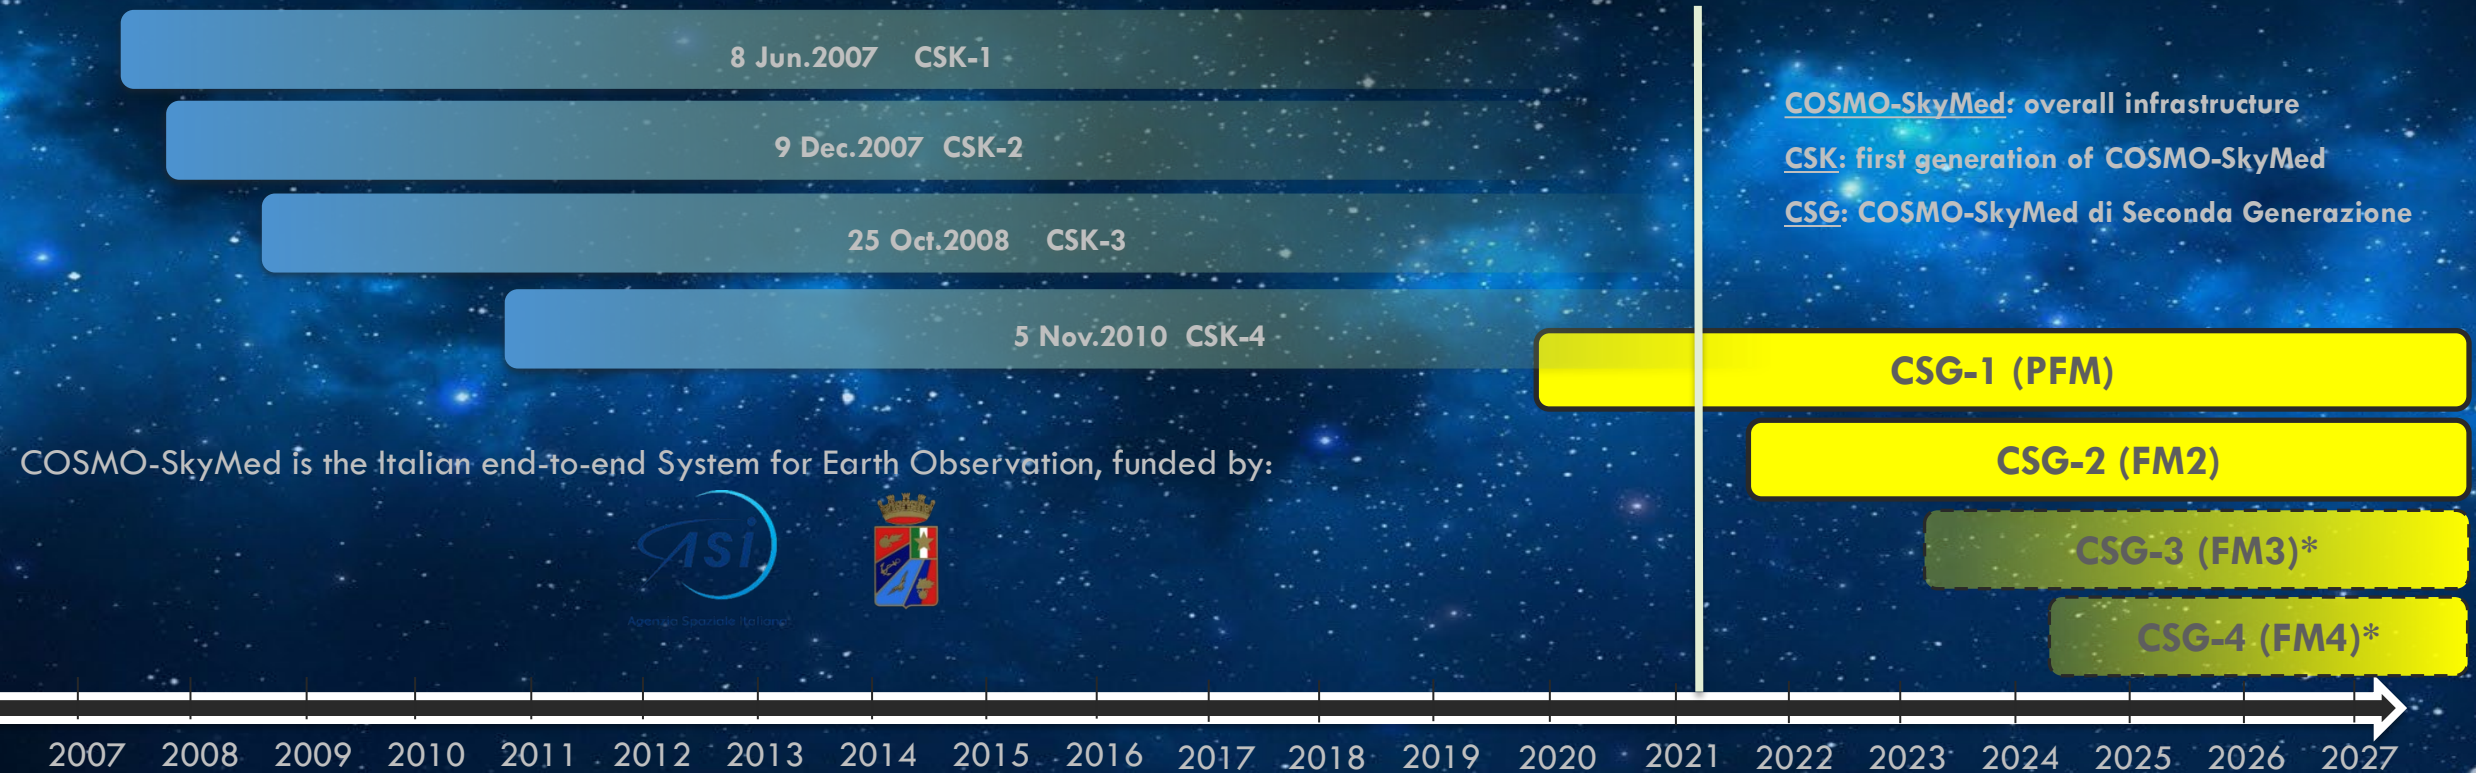 8 Jun.2007 CSK-1
9 Dec.2007 CSK-2
25 Oct.2008 CSK-3
5 Nov.2010 CSK-4
COSMO-SkyMed: overall infrastructure
CSK: first generation of COSMO-SkyMed
CSG: COSMO-SkyMed di Seconda Generazione
CSG-1 (PFM)
CSG-2 (FM2)
CSG-3 (FM3)*
CSG-4 (FM4)*
COSMO-SkyMed is the Italian end-to-end System for Earth Observation, funded by:
asi
Agenzia Spaziale Italiana
2007 2008 2009 2010 2011 2012 2013 2014 2015 2016 2017 2018 2019 2020 2021 2022 2023 2024 2025 2026 2027